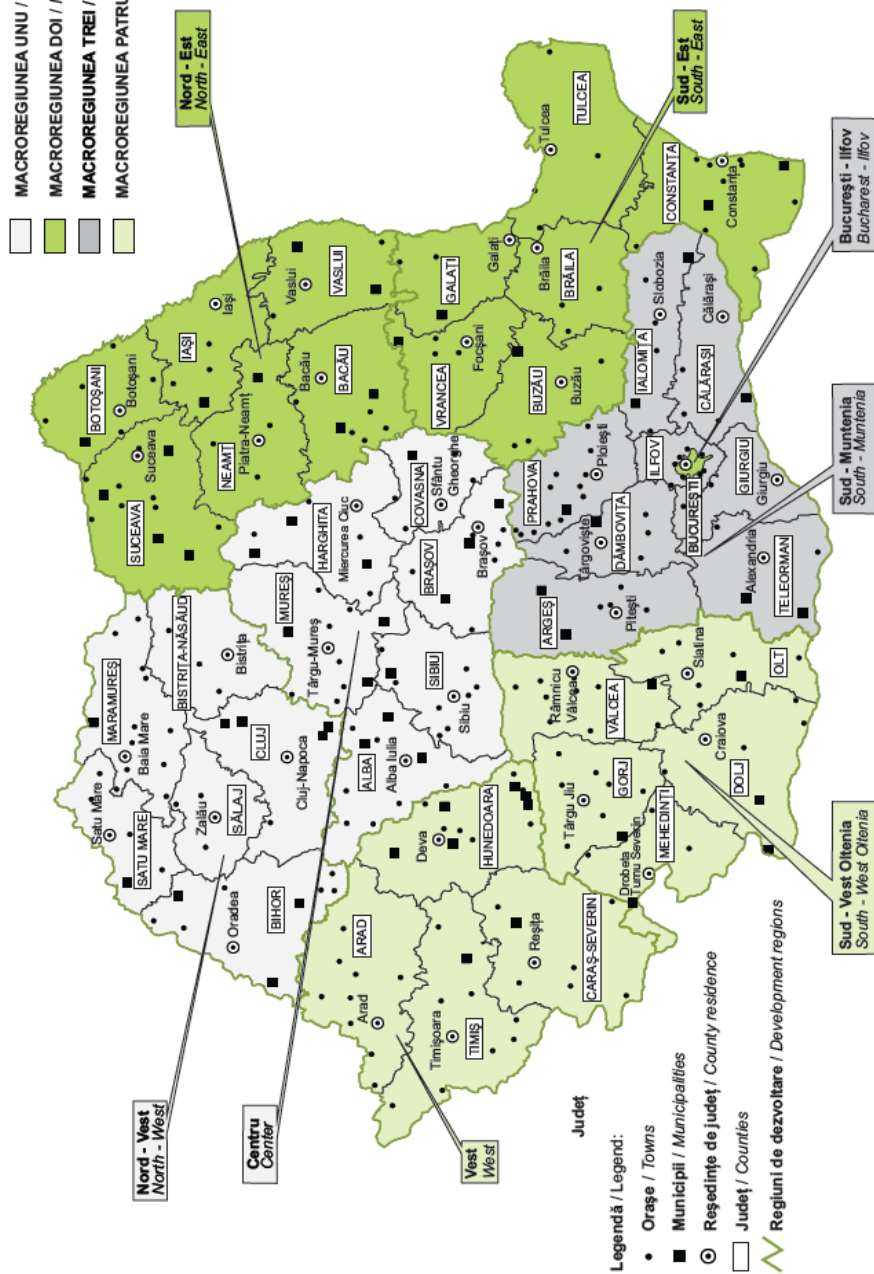 MACROREGIUNEA UNU /
MACROREGIUNEA DOI /
MACROREGIUNEA TREI /
MACROREGIUNEA PATRU
Nord - Vest
North - West
Centru
Center
Vest
West
Nord - Est
North - East
Sud - Est
South - East
București - Ilfov
Bucharest - Ilfov
Sud - Muntenia
South - Muntenia
Sud - Vest Oltenia
South - West Oltenia
SATU MARE
Satu Mare
MARAMUREȘ
Baia Mare
BISTRIȚA-NĂSĂUD
Bistrița
SĂLAJ
Zalău
CLUJ
Cluj-Napoca
BIHOR
Oradea
SUCEAVA
Suceava
BOTOȘANI
Botoșani
IAȘI
Iași
NEAMȚ
Piatra-Neamț
BACĂU
Bacău
VASLUI
Vaslui
MUREȘ
Târgu-Mureș
HARGHITA
Miercurea Ciuc
COVASNA
Sfântu
Gheorghe
BRAȘOV
Brașov
SIBIU
Sibiu
ALBA
Alba Iulia
ARAD
Arad
TIMIȘ
Timișoara
HUNEDOARA
Deva
CARAȘ-SEVERIN
Reșița
VRANCEA
Focșani
GALAȚI
Galați
BUZĂU
Buzău
BRĂILA
Brăila
TULCEA
Tulcea
CONSTANȚA
Constanța
GORJ
Târgu Jiu
MEHEDINȚI
Drobeta
Turnu Severin
VÂLCEA
Râmnicu
Vâlcea
DOLJ
Craiova
OLT
Slatina
ARGEȘ
Pitești
DÂMBOVIȚA
Târgoviște
PRAHOVA
Ploiești
IALOMIȚA
Slobozia
CĂLĂRAȘI
Călărași
ILFOV
BUCUREȘTI
GIURGIU
Giurgiu
TELEORMAN
Alexandria
Județ
Legendă / Legend:
Orașe / Towns
Municipii / Municipalities
Reședințe de județ / County residence
Județ / Counties
Regiuni de dezvoltare / Development regions